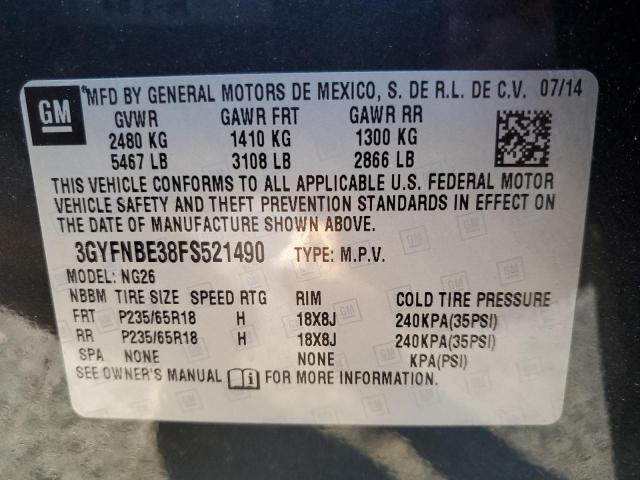 GM
*MFD BY GENERAL MOTORS DE MEXICO, S. DE R.L. DE C.V. 07/14
GVWR GAWR FRT GAWR RR
2480 KG 1410 KG 1300 KG
5467 LB 3108 LB 2866 LB
THIS VEHICLE CONFORMS TO ALL APPLICABLE U.S. FEDERAL MOTOR
VEHICLE SAFETY AND THEFT PREVENTION STANDARDS IN EFFECT ON
THE DATE OF MANUFACTURE SHOWN ABOVE.
3GYFNBE38FS521490 TYPE: M.P.V.
MODEL: NG26
NBBM TIRE SIZE SPEED RTG RIM COLD TIRE PRESSURE
FRT P235/65R18 H 18X8J 240KPA(35PSI)
RR P235/65R18 H 18X8J 240KPA(35PSI)
SPA NONE NONE KPA(PSI)
SEE OWNER'S MANUAL FOR MORE INFORMATION.